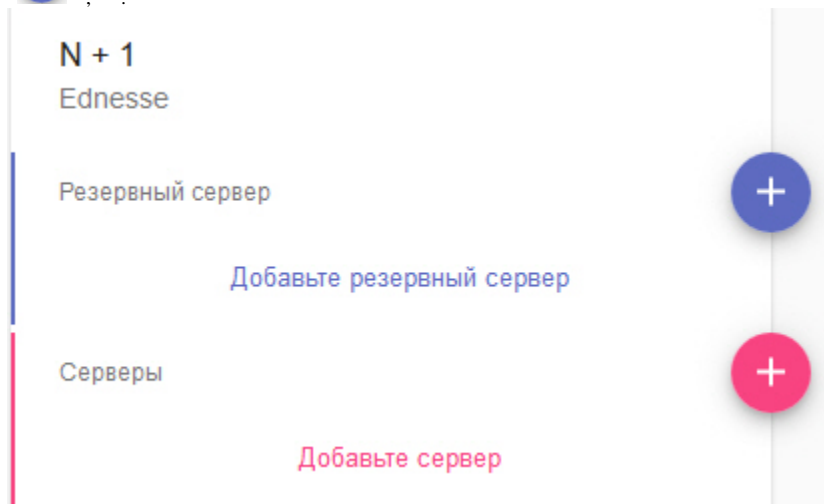 N + 1
Ednesse
Резервный сервер
Добавьте резервный сервер
Серверы
Добавьте сервер